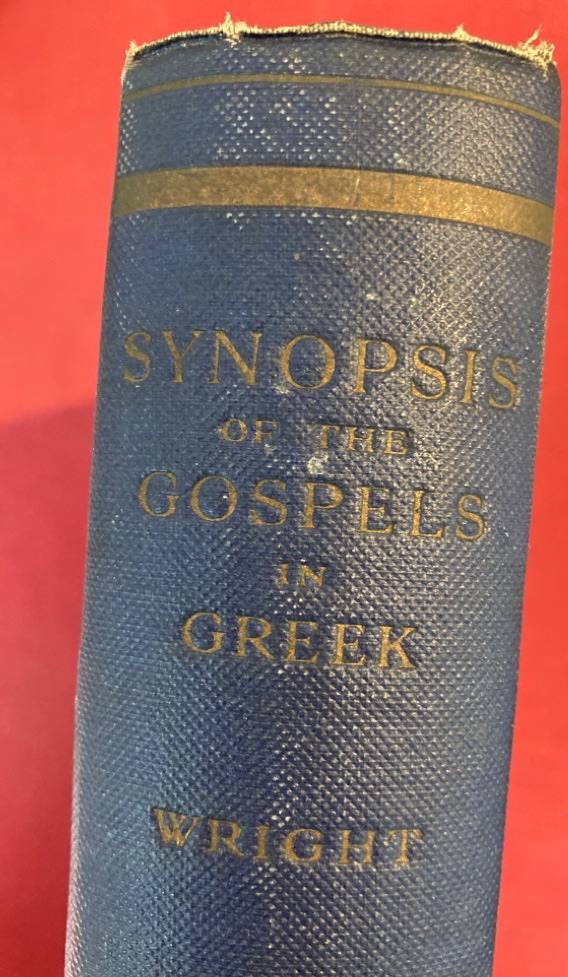 SYNOPSIS
OF THE
GOSPELS
IN
GREEK
WRIGHT